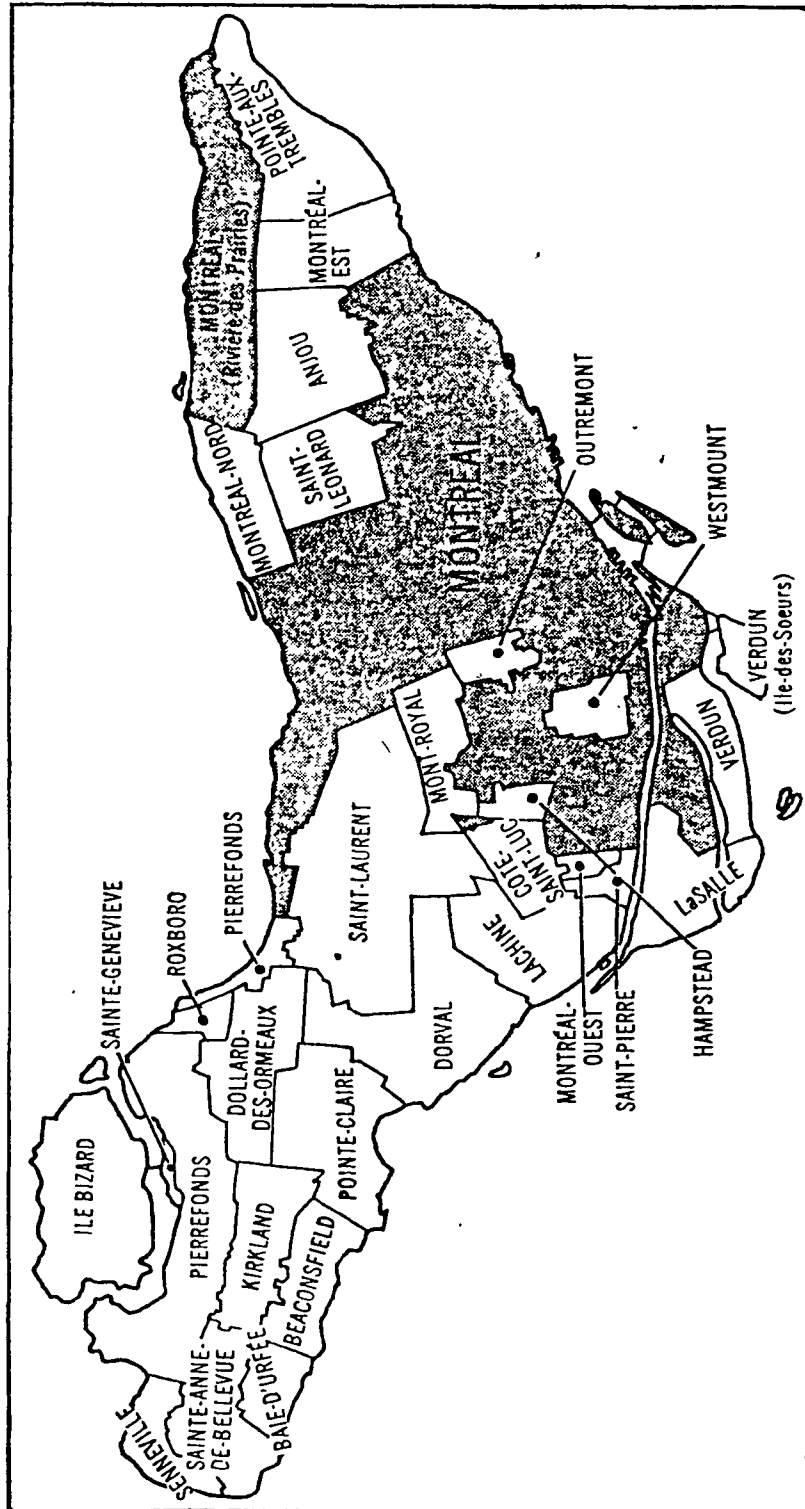 SENNEVILLE
SAINTE-ANNE-
DE-BELLEVUE
BAIE-D'URFÉE
ILE BIZARD
PIERREFONDS
KIRKLAND
BEACONSFIELD
SAINTE-GENEVIEVE
ROXBORO
PIERREFONDS
DOLLARD-
DES-ORMEAUX
POINTE-CLAIRE
DORVAL
SAINT-LAURENT
LACHINE
CÔTE-
SAINT-LUC
MONTRÉAL-
OUEST
SAINT-PIERRE
HAMPSTEAD
LaSALLE
MONT-ROYAL
VERDUN
VERDUN
(Ile-des-Soeurs)
WESTMOUNT
OUTREMONT
MONTRÉAL
MONTRÉAL-NORD
SAINT-
LÉONARD
ANJOU
MONTRÉAL
(Rivière-des-Prairies)
MONTRÉAL-
EST
POINTE-AUX-
TREMBLES